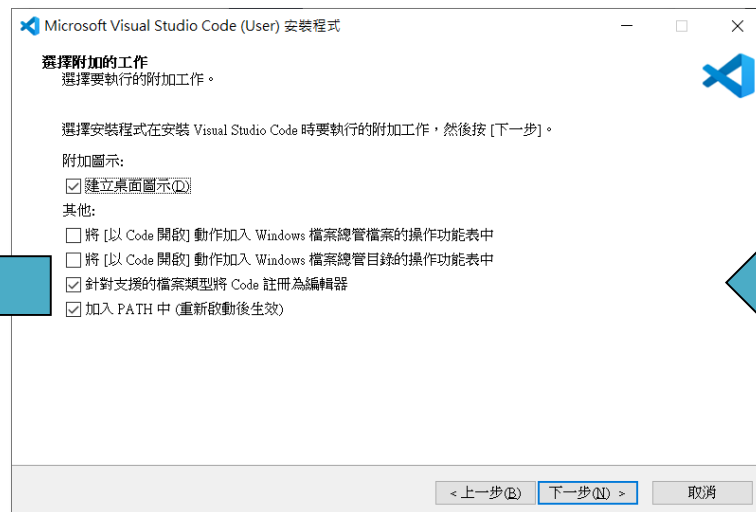 Microsoft Visual Studio Code (User) 安裝程式
選擇附加的工作
選擇要執行的附加工作。
選擇安裝程式在安裝 Visual Studio Code 時要執行的附加工作，然後按 [下一步]。
附加圖示:
建立桌面圖示(D)
其他:
將 [以 Code 開啟] 動作加入 Windows 檔案總管檔案的操作功能表中
將 [以 Code 開啟] 動作加入 Windows 檔案總管目錄的操作功能表中
針對支援的檔案類型將 Code 註冊為編輯器
加入 PATH 中 (重新啟動後生效)
< 上一步(B) 下一步(N) > 取消